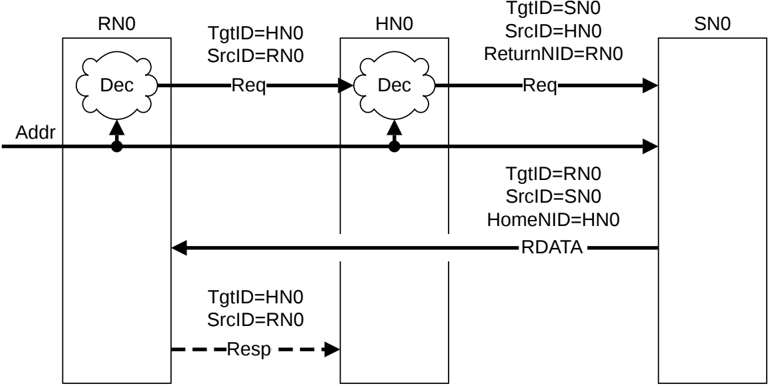 RN0
HN0
SN0
TgtID=HN0
SrcID=RN0
TgtID=SN0
SrcID=HN0
ReturnNID=RN0
Dec
Req
Dec
Req
Addr
TgtID=RN0
SrcID=SN0
HomeNID=HN0
RDATA
TgtID=HN0
SrcID=RN0
Resp